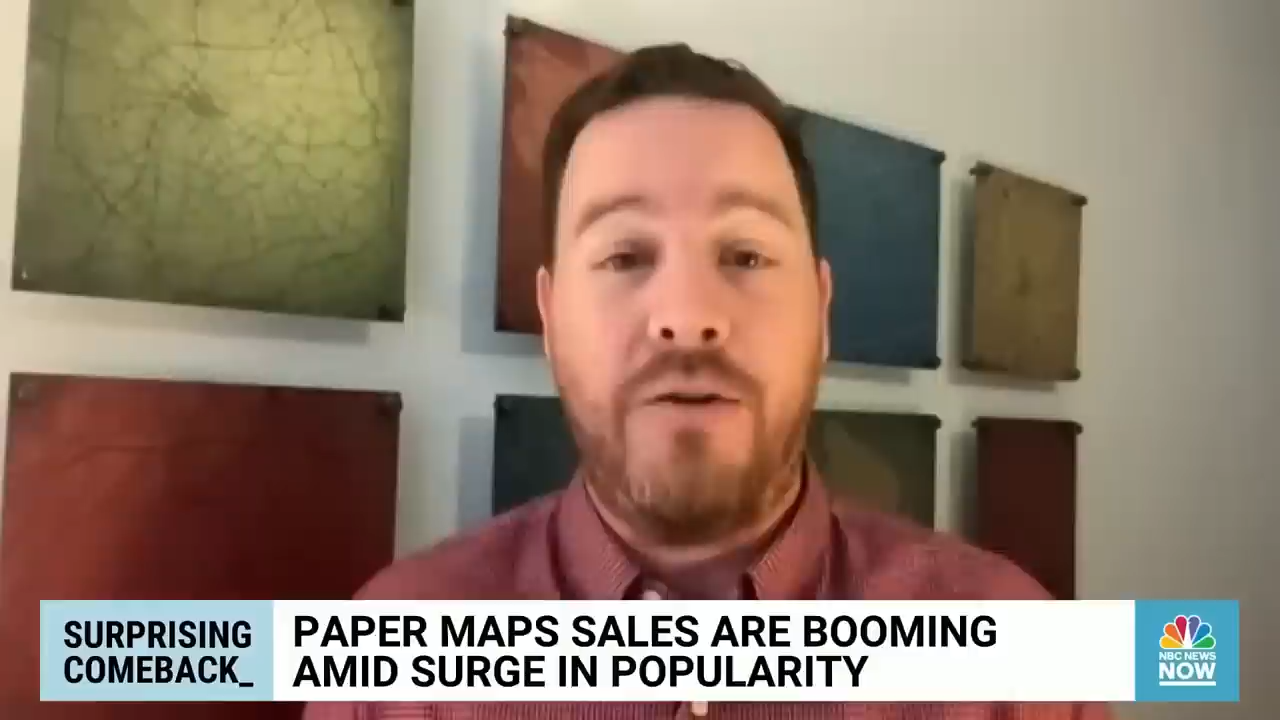 SURPRISING
COMEBACK_
PAPER MAPS SALES ARE BOOMING
AMID SURGE IN POPULARITY
NBC NEWS
NOW